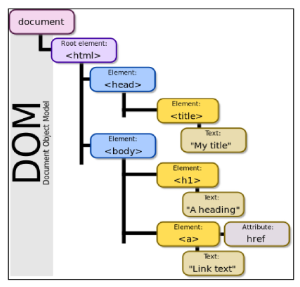 document
Root element:
<html>
Element:
<head>
Element:
<title>
Text:
"My title"
Element:
<body>
Element:
<h1>
Text:
"A heading"
Element:
<a>
Attribute:
href
Text:
"Link text"
DOM
Document Object Model